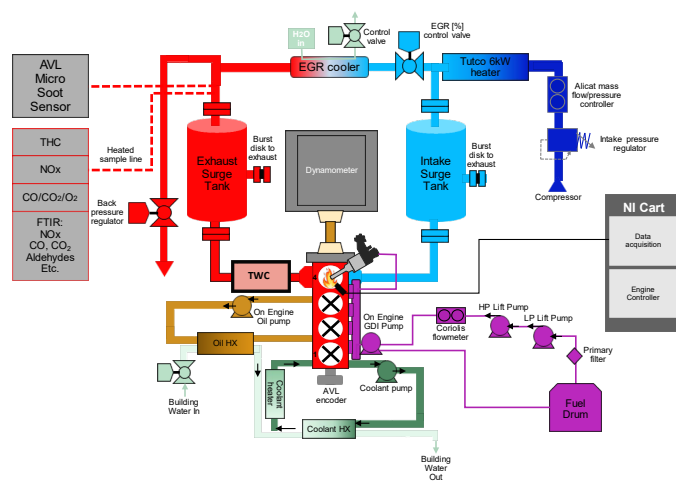 AVL
Micro
Soot
Sensor
THC
NOx
CO/CO2/O2
FTIR:
NOx
CO, CO2
Aldehydes
Etc.
Heated
sample line
Back
pressure
regulator
H2O
in
Control
valve
EGR cooler
EGR [%]
control valve
Tutco 6kW
heater
Alicat mass
flow/pressure
controller
Intake pressure
regulator
Compressor
Exhaust
Surge
Tank
Burst
disk to
exhaust
Dynamometer
Intake
Surge
Tank
Burst
disk to
exhaust
NI Cart
Data
acquisition
Engine
Controller
TWC
On Engine
Oil pump
Oil HX
Building
Water In
Coolant
heater
AVL
encoder
Coolant pump
Coolant HX
Building
Water
Out
On Engine
GDI Pump
Coriolis
flowmeter
HP Lift Pump
LP Lift Pump
Primary
filter
Fuel
Drum